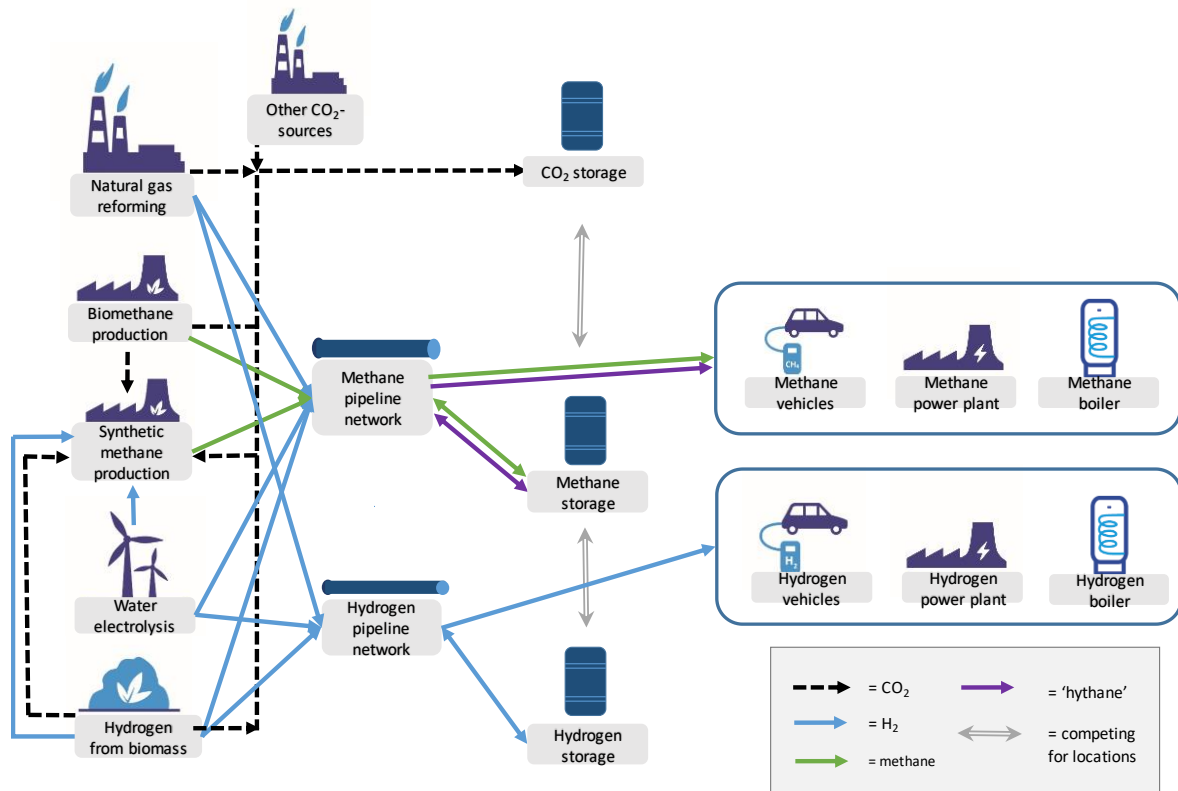 Other CO₂-
sources
Natural gas
reforming
CO₂ storage
Biomethane
production
Methane
pipeline
network
CH₄
Methane
vehicles
Methane
power plant
Methane
boiler
Synthetic
methane
production
Methane
storage
Water
electrolysis
Hydrogen
pipeline
network
H₂
Hydrogen
vehicles
Hydrogen
power plant
Hydrogen
boiler
Hydrogen
from biomass
Hydrogen
storage
= CO₂
= H₂
= methane
= ‘hythane’
= competing
for locations